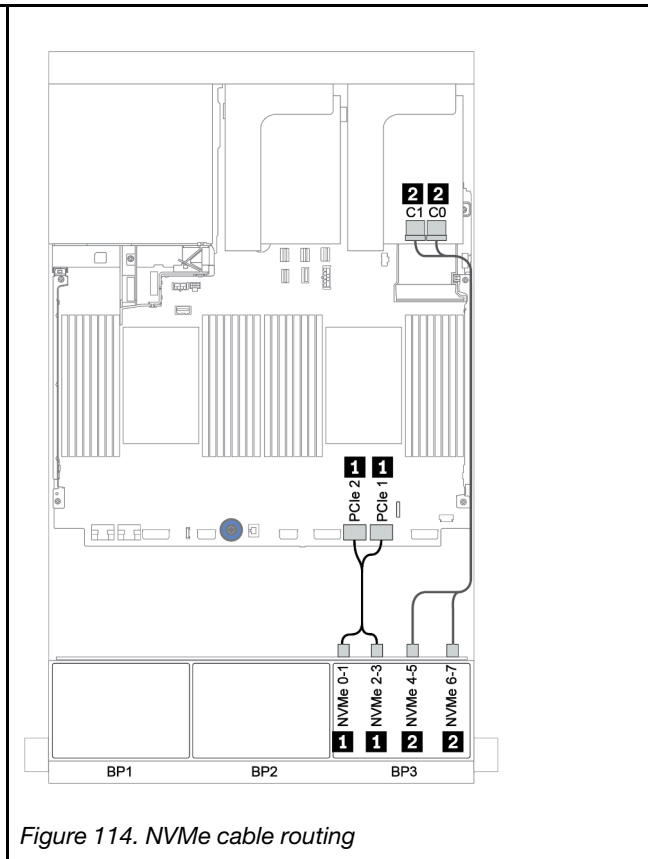 2 2
C1 C0
1 1
PCIe 2
PCIe 1
NVMe 0-1
NVMe 2-3
NVMe 4-5
NVMe 6-7
1 1 2 2
BP1 BP2 BP3
Figure 114. NVMe cable routing